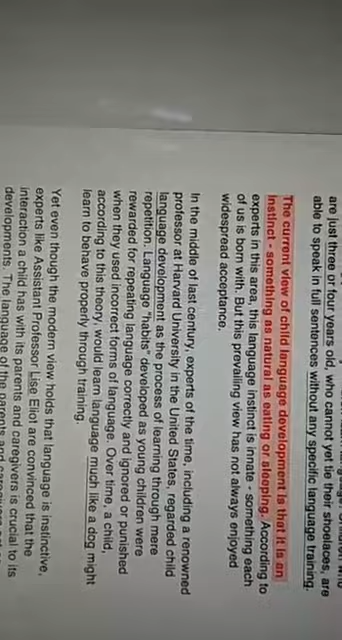 are just three or four years old, who cannot yet tie their shoelaces, are
able to speak in full sentences without any specific language training.
The current view of child language development is that it is an
instinct - something as natural as eating or sleeping. According to
experts in this area, this language instinct is innate - something each
of us is born with. But this prevailing view has not always enjoyed
widespread acceptance.
In the middle of last century, experts of the time, including a renowned
professor at Harvard University in the United States, regarded child
language development as the process of learning through mere
repetition. Language "habits" developed as young children were
rewarded for repeating language correctly and ignored or punished
when they used incorrect forms of language. Over time, a child,
according to this theory, would learn language much like a dog might
learn to behave properly through training.
Yet even though the modern view holds that language is instinctive,
experts like Assistant Professor Lise Eliot are convinced that the
interaction a child has with its parents and caregivers is crucial to its
developments. The language of the parents and caregivers